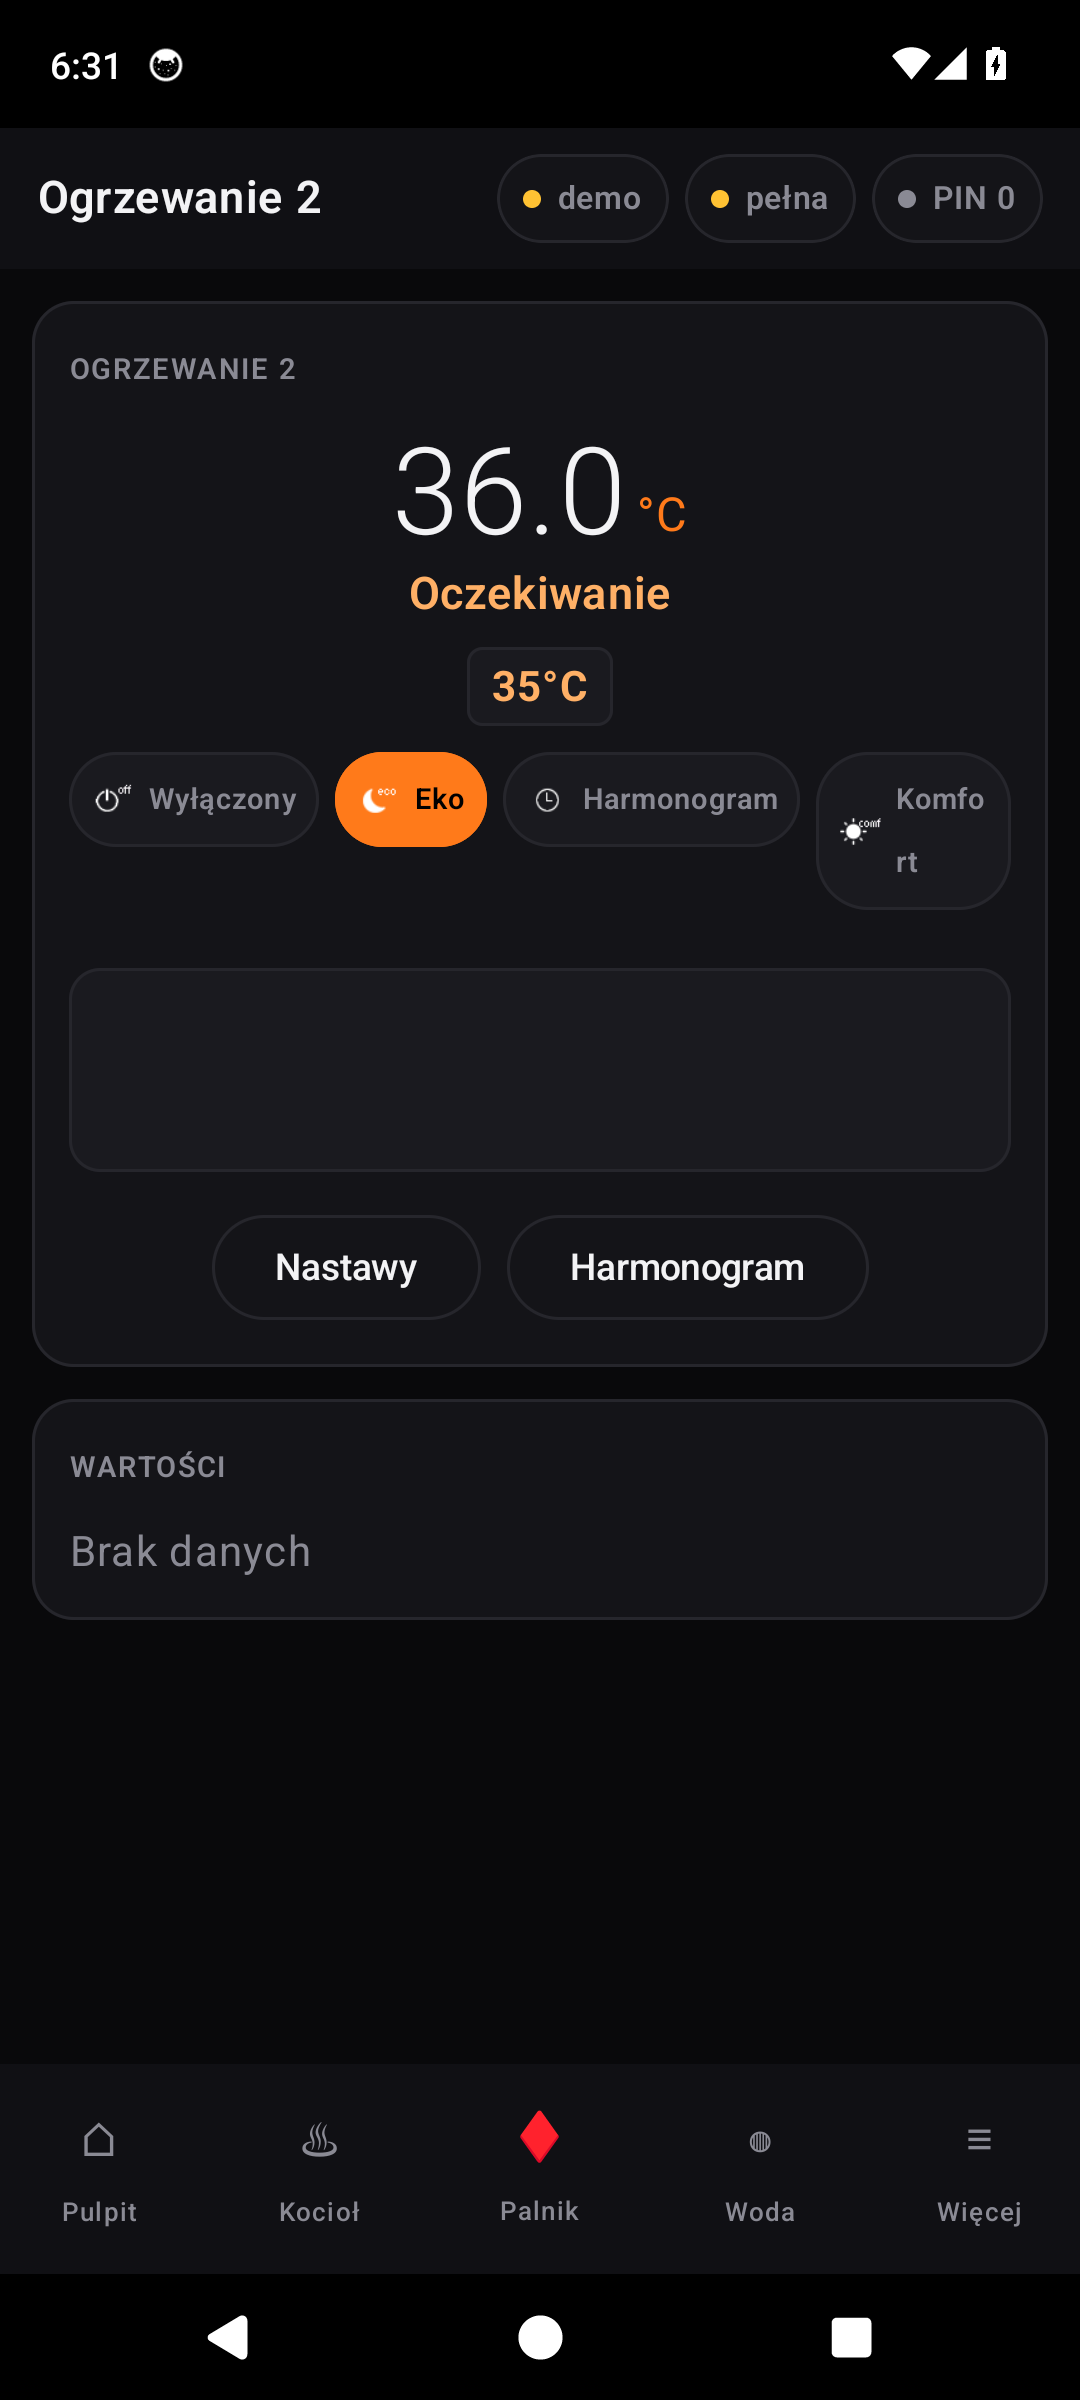 6:31
Ogrzewanie 2
demo
pełna
PIN 0
OGRZEWANIE 2
36.0 °C
Oczekiwanie
35°C
off Wyłączony
eco Eko
Harmonogram
comf Komfo
rt
Nastawy
Harmonogram
WARTOŚCI
Brak danych
Pulpit
Kocioł
Palnik
Woda
Więcej